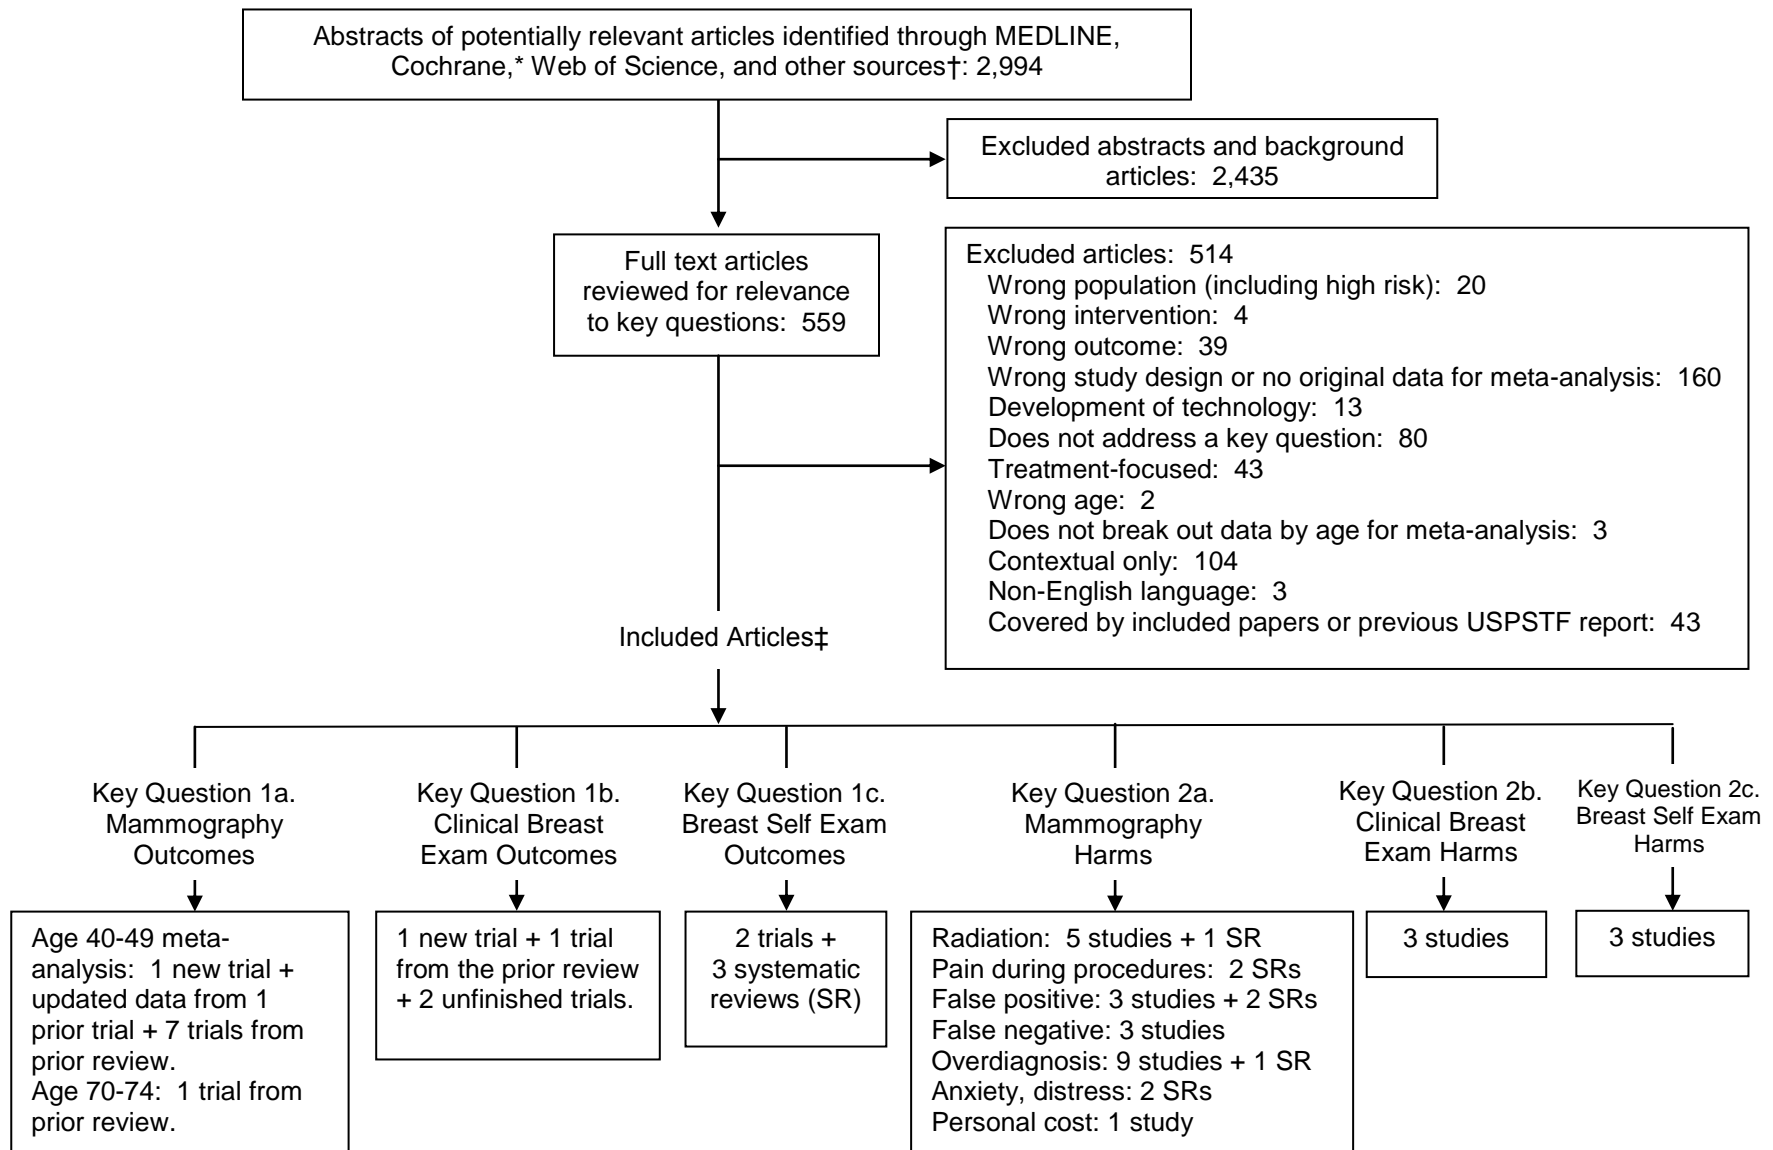 Abstracts of potentially relevant articles identified through MEDLINE,
Cochrane,* Web of Science, and other sources†: 2,994
Excluded abstracts and background
articles: 2,435
Full text articles
reviewed for relevance
to key questions: 559
Excluded articles: 514
Wrong population (including high risk): 20
Wrong intervention: 4
Wrong outcome: 39
Wrong study design or no original data for meta-analysis: 160
Development of technology: 13
Does not address a key question: 80
Treatment-focused: 43
Wrong age: 2
Does not break out data by age for meta-analysis: 3
Contextual only: 104
Non-English language: 3
Covered by included papers or previous USPSTF report: 43
Included Articles‡
Key Question 1a.
Mammography
Outcomes
Key Question 1b.
Clinical Breast
Exam Outcomes
Key Question 1c.
Breast Self Exam
Outcomes
Key Question 2a.
Mammography
Harms
Key Question 2b.
Clinical Breast
Exam Harms
Key Question 2c.
Breast Self Exam
Harms
Age 40-49 meta-
analysis: 1 new trial +
updated data from 1
prior trial + 7 trials from
prior review.
Age 70-74: 1 trial from
prior review.
1 new trial + 1 trial
from the prior review
+ 2 unfinished trials.
2 trials +
3 systematic
reviews (SR)
Radiation: 5 studies + 1 SR
Pain during procedures: 2 SRs
False positive: 3 studies + 2 SRs
False negative: 3 studies
Overdiagnosis: 9 studies + 1 SR
Anxiety, distress: 2 SRs
Personal cost: 1 study
3 studies
3 studies